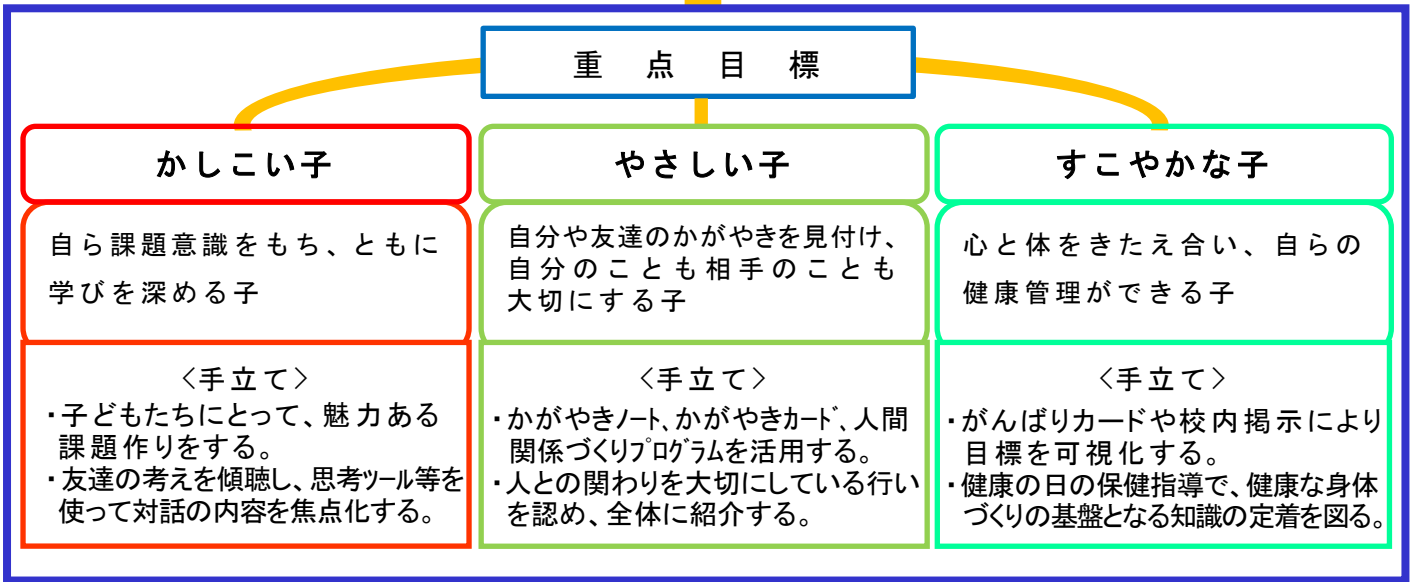 重点目標
かしこい子
自ら課題意識をもち、ともに
学びを深める子
<手立て>
・子どもたちにとって、魅力ある
課題作りをする。
・友達の考えを傾聴し、思考ツール等を
使って対話の内容を焦点化する。
やさしい子
自分や友達のかがやきを見付け、
自分のことも相手のことも
大切にする子
<手立て>
・かがやきノート、かがやきカード、人間
関係づくりプログラムを活用する。
・人との関わりを大切にしている行い
を認め、全体に紹介する。
すこやかな子
心と体をきたえ合い、自らの
健康管理ができる子
<手立て>
・がんばりカードや校内掲示により
目標を可視化する。
・健康の日の保健指導で、健康な身体
づくりの基盤となる知識の定着を図る。